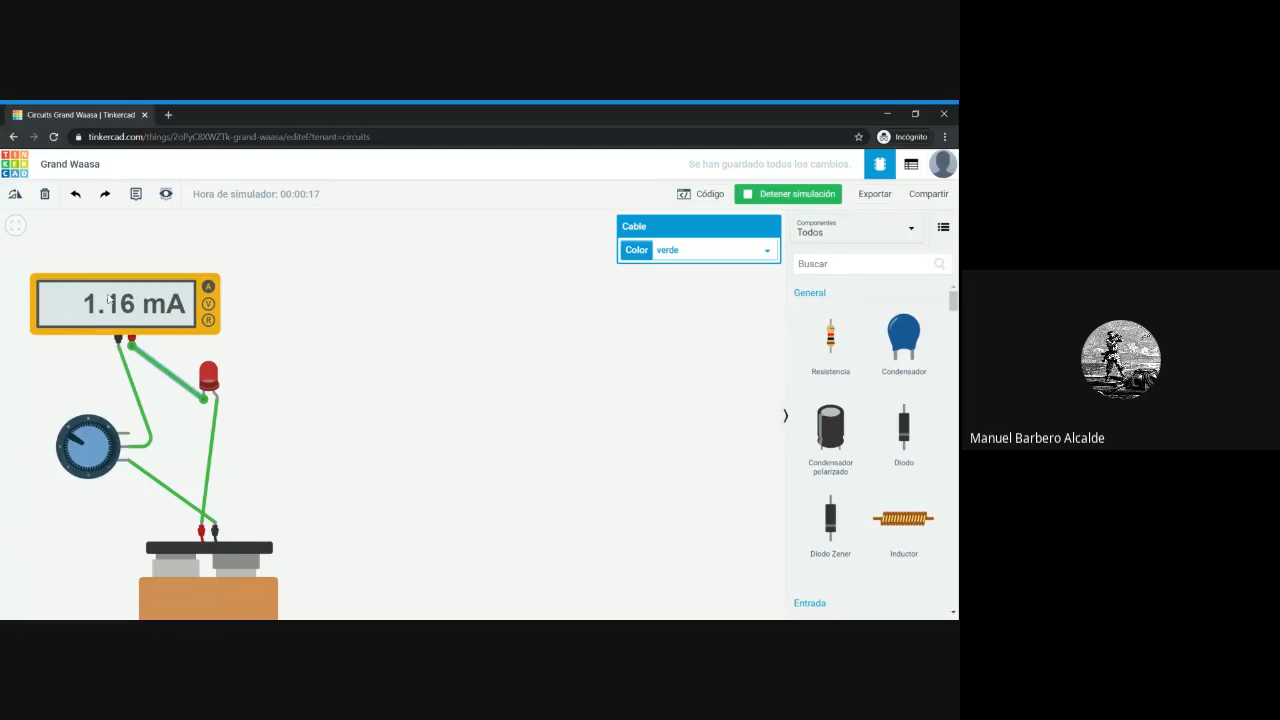 Circuits Grand Waasa | Tinkercad
tinkercad.com/things/2oPyC8XWZTk-grand-waasa/editel?tenant=circuits
Incógnito
TIN
KER
CAD
Grand Waasa
Se han guardado todos los cambios.
Hora de simulador: 00:00:17
Código
Detener simulación
Exportar
Compartir
Cable
Color
verde
Componentes
Todos
Buscar
General
1.16 mA
A
V
R
Resistencia
Condensador
Condensador
polarizado
Diodo
Diodo Zener
Inductor
Entrada
Manuel Barbero Alcalde